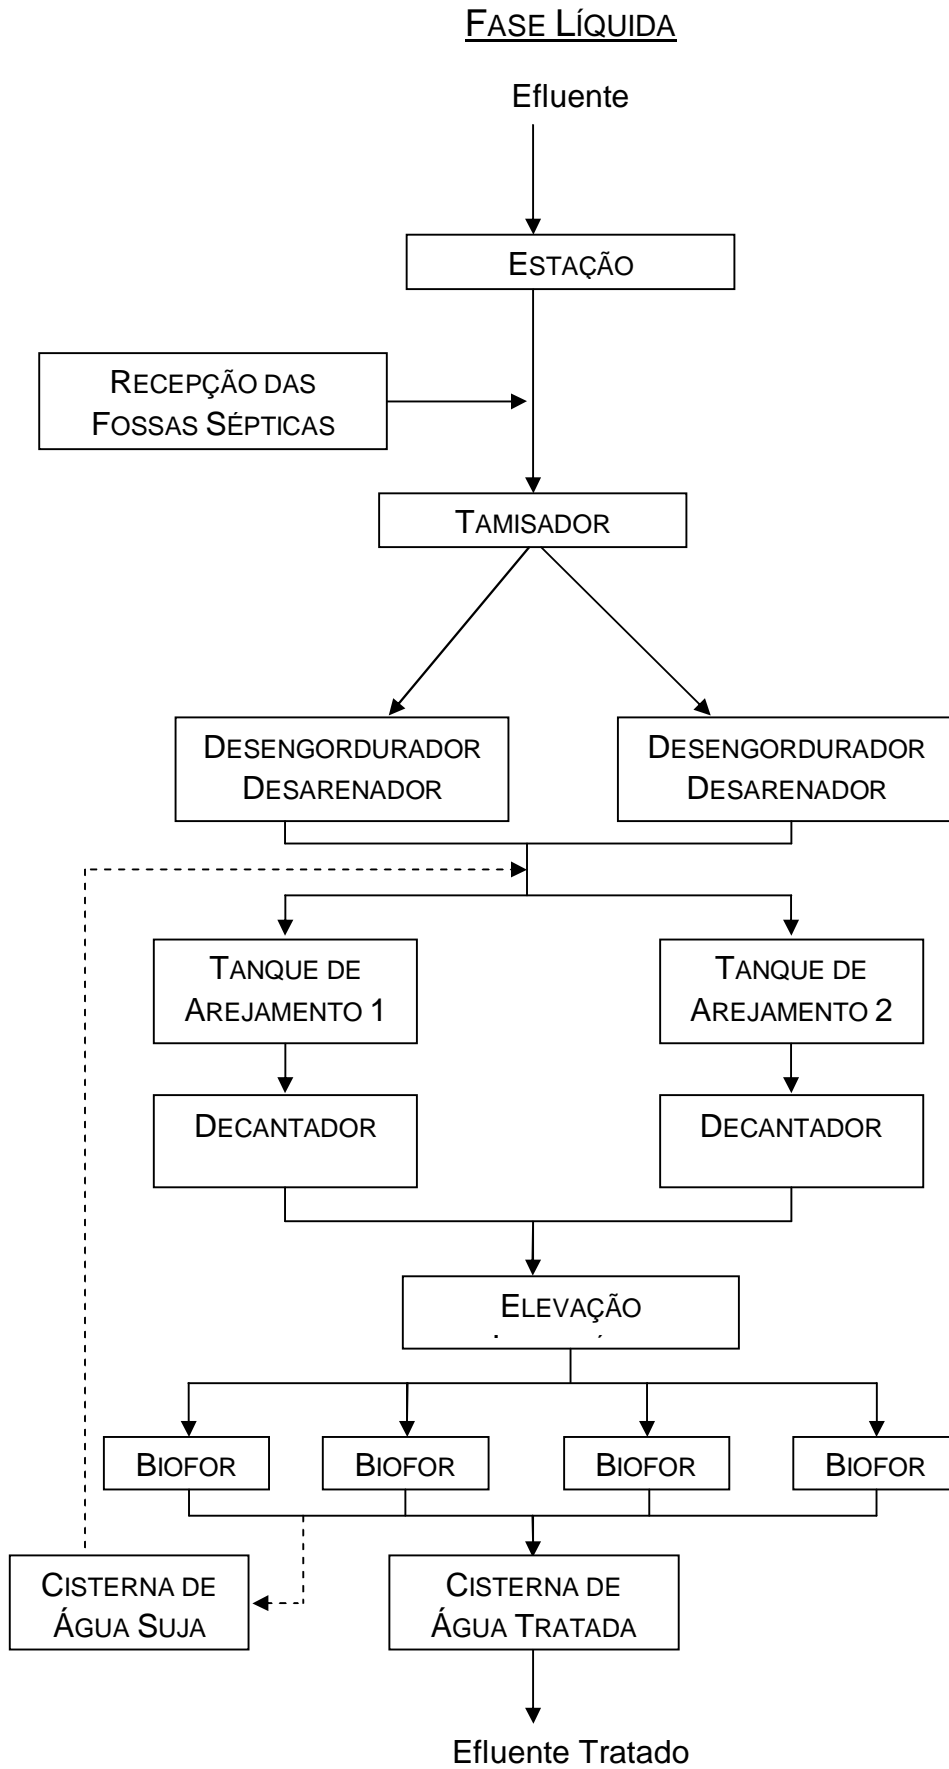 FASE LÍQUIDA
Efluente
ESTAÇÃO
RECEPÇÃO DAS
FOSSAS SÉPTICAS
TAMISADOR
DESENGORDURADOR
DESARENADOR
DESENGORDURADOR
DESARENADOR
TANQUE DE
AREJAMENTO 1
TANQUE DE
AREJAMENTO 2
DECANTADOR
DECANTADOR
ELEVAÇÃO
BIOFOR
BIOFOR
BIOFOR
BIOFOR
CISTERNA DE
ÁGUA SUJA
CISTERNA DE
ÁGUA TRATADA
Efluente Tratado